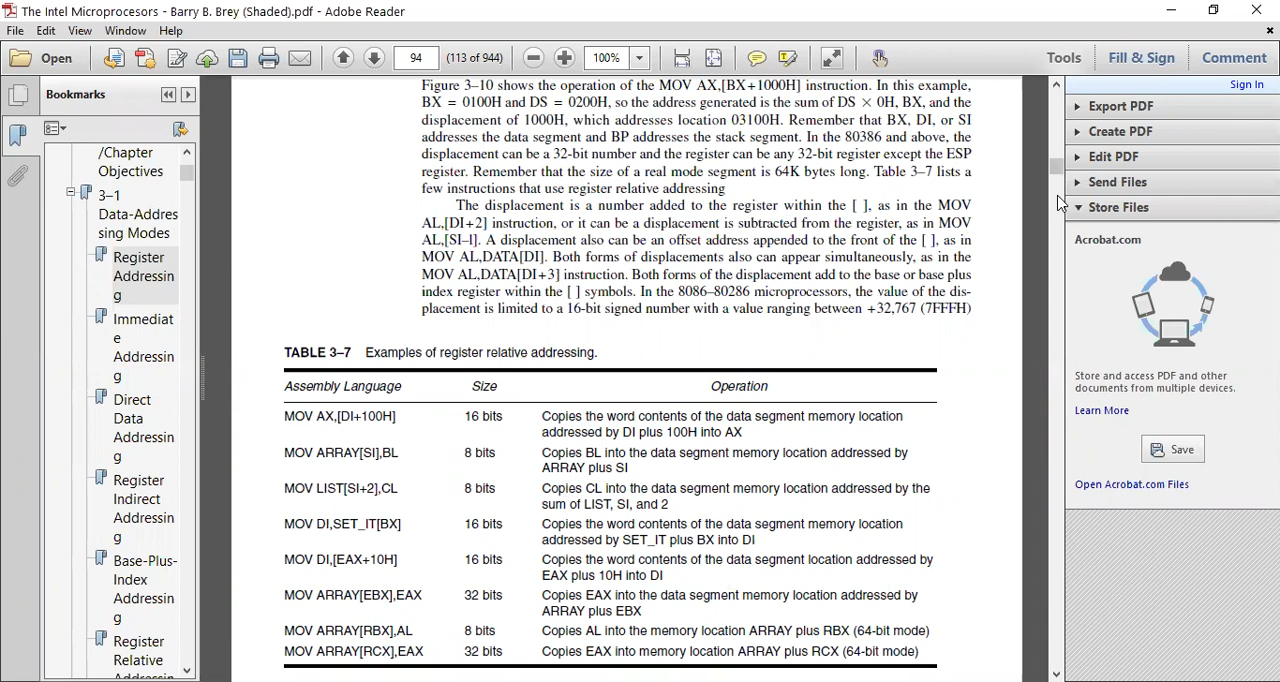 The Intel Microprocesors - Barry B. Brey (Shaded).pdf - Adobe Reader
File Edit View Window Help
Open 94 (113 of 944) 100% Tools Fill & Sign Comment
Bookmarks
/Chapter
Objectives
3–1
Data-Addres
sing Modes
Register
Addressin
g
Immediat
e
Addressin
g
Direct
Data
Addressin
g
Register
Indirect
Addressin
g
Base-Plus-
Index
Addressin
g
Register
Relative
Addressin
Figure 3–10 shows the operation of the MOV AX,[BX+1000H] instruction. In this example,
BX = 0100H and DS = 0200H, so the address generated is the sum of DS × 0H, BX, and the
displacement of 1000H, which addresses location 03100H. Remember that BX, DI, or SI
addresses the data segment and BP addresses the stack segment. In the 80386 and above, the
displacement can be a 32-bit number and the register can be any 32-bit register except the ESP
register. Remember that the size of a real mode segment is 64K bytes long. Table 3–7 lists a
few instructions that use register relative addressing
The displacement is a number added to the register within the [ ], as in the MOV
AL,[DI+2] instruction, or it can be a displacement is subtracted from the register, as in MOV
AL,[SI–l]. A displacement also can be an offset address appended to the front of the [ ], as in
MOV AL,DATA[DI]. Both forms of displacements also can appear simultaneously, as in the
MOV AL,DATA[DI+3] instruction. Both forms of the displacement add to the base or base plus
index register within the [ ] symbols. In the 8086–80286 microprocessors, the value of the dis-
placement is limited to a 16-bit signed number with a value ranging between +32,767 (7FFFH)
TABLE 3–7 Examples of register relative addressing.
Assembly Language Size Operation
MOV AX,[DI+100H] 16 bits Copies the word contents of the data segment memory location
addressed by DI plus 100H into AX
MOV ARRAY[SI],BL 8 bits Copies BL into the data segment memory location addressed by
ARRAY plus SI
MOV LIST[SI+2],CL 8 bits Copies CL into the data segment memory location addressed by the
sum of LIST, SI, and 2
MOV DI,SET_IT[BX] 16 bits Copies the word contents of the data segment memory location
addressed by SET_IT plus BX into DI
MOV DI,[EAX+10H] 16 bits Copies the word contents of the data segment location addressed by
EAX plus 10H into DI
MOV ARRAY[EBX],EAX 32 bits Copies EAX into the data segment memory location addressed by
ARRAY plus EBX
MOV ARRAY[RBX],AL 8 bits Copies AL into the memory location ARRAY plus RBX (64-bit mode)
MOV ARRAY[RCX],EAX 32 bits Copies EAX into memory location ARRAY plus RCX (64-bit mode)
Sign In
Export PDF
Create PDF
Edit PDF
Send Files
Store Files
Acrobat.com
Store and access PDF and other
documents from multiple devices.
Learn More
Save
Open Acrobat.com Files